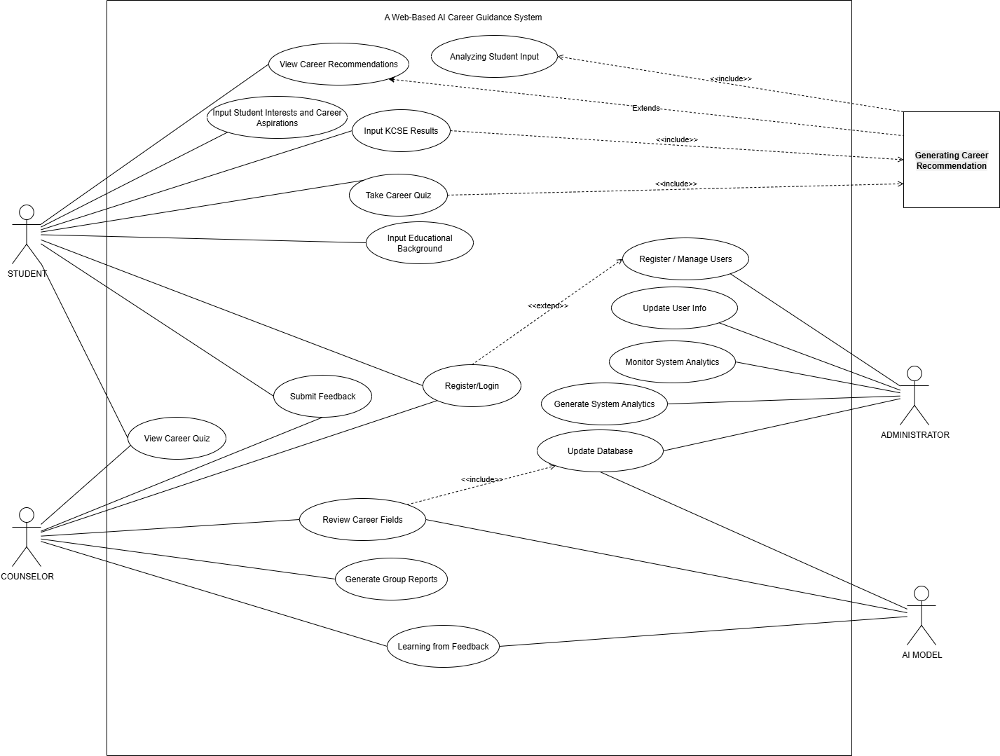 A Web-Based AI Career Guidance System
View Career Recommendations
Analyzing Student Input
<<include>>
Extends
Input Student Interests and Career
Aspirations
Input KCSE Results
<<include>>
Generating Career
Recommendation
Take Career Quiz
<<include>>
Input Educational
Background
STUDENT
Register / Manage Users
<<extend>>
Update User Info
Monitor System Analytics
Register/Login
Submit Feedback
Generate System Analytics
ADMINISTRATOR
View Career Quiz
Update Database
<<include>>
Review Career Fields
COUNSELOR
Generate Group Reports
Learning from Feedback
AI MODEL